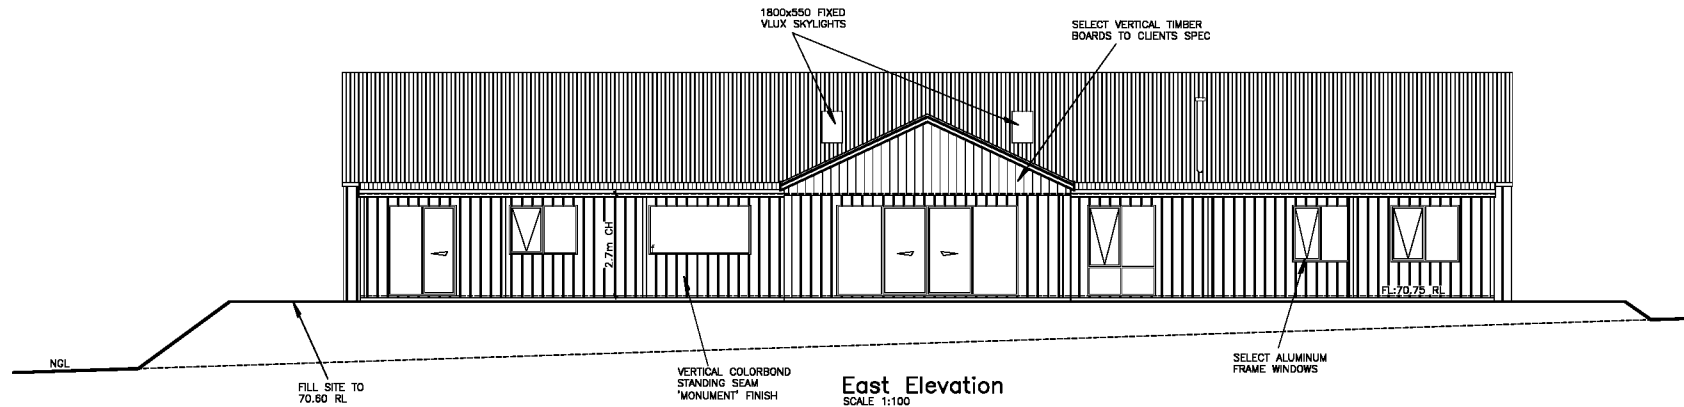 1800x550 FIXED
VLUX SKYLIGHTS
SELECT VERTICAL TIMBER
BOARDS TO CLIENTS SPEC
2.7m CH
FL:70.75 RL
NGL
FILL SITE TO
70.60 RL
VERTICAL COLORBOND
STANDING SEAM
'MONUMENT' FINISH
East Elevation
SCALE 1:100
SELECT ALUMINUM
FRAME WINDOWS